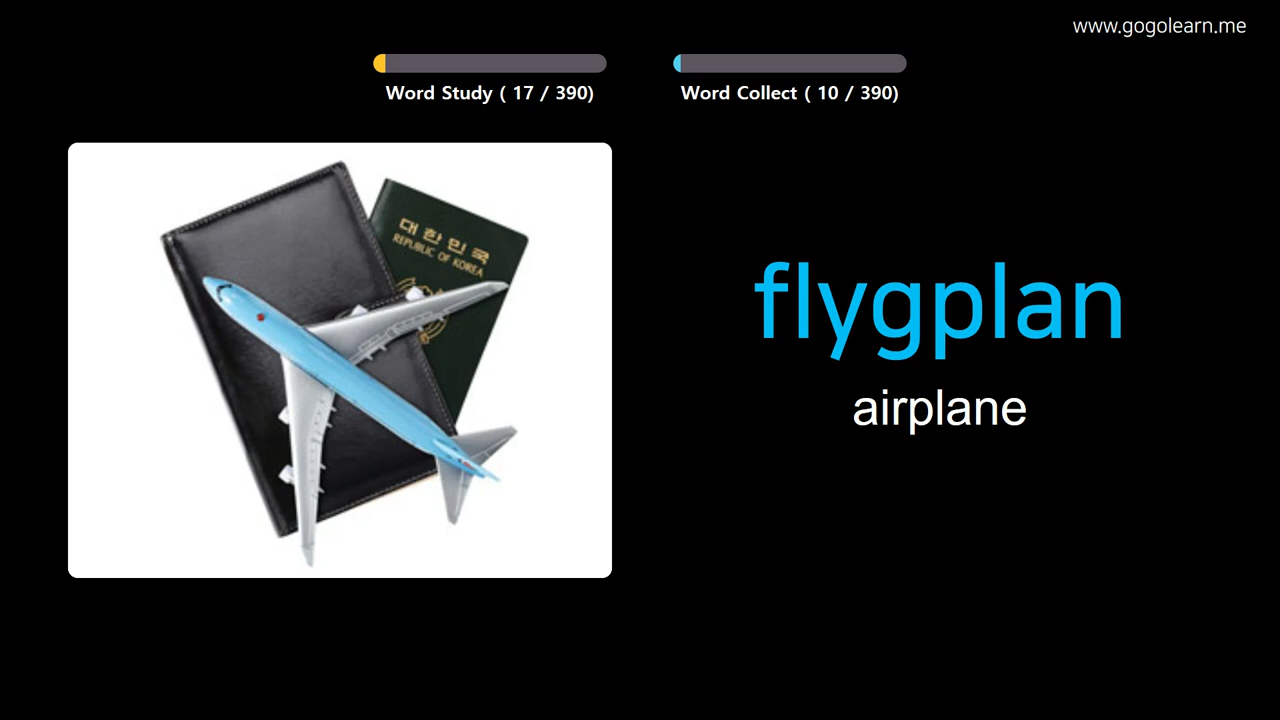 www.gogolearn.me
Word Study ( 17 / 390)
Word Collect ( 10 / 390)
대한민국
REPUBLIC OF KOREA
flygplan
airplane